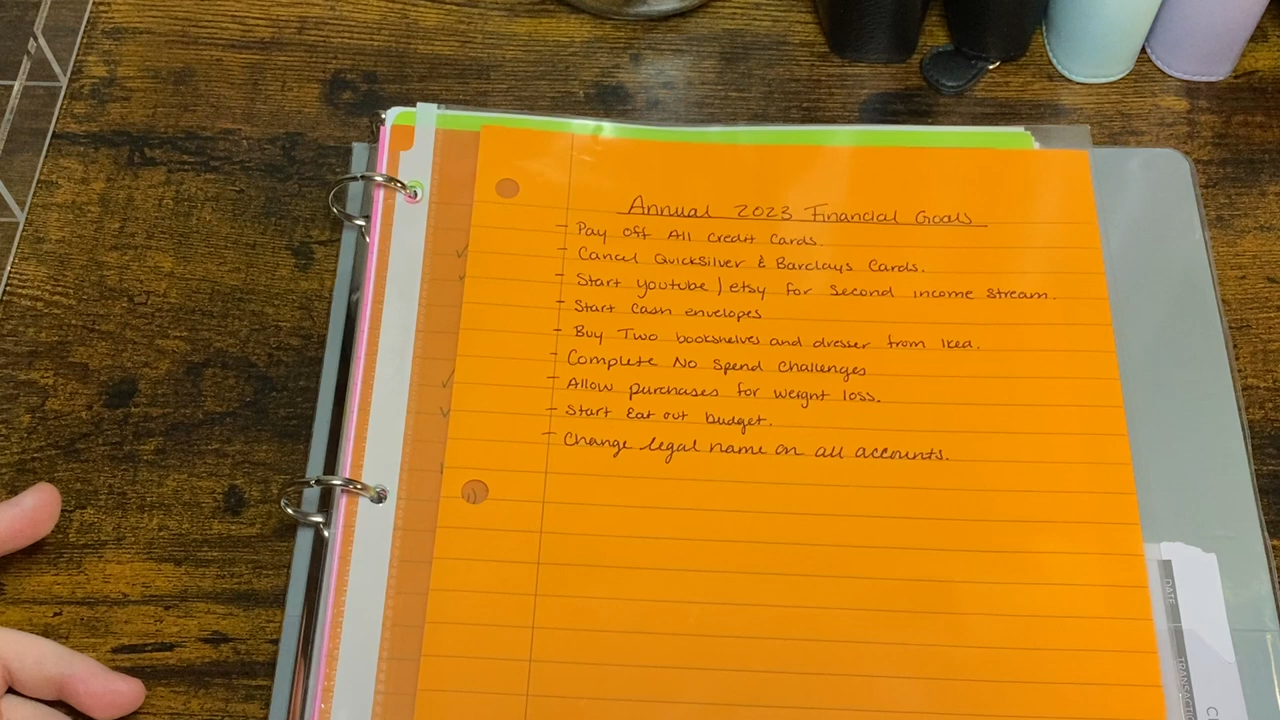 Annual 2023 Financial Goals
- Pay off All Credit Cards.
- Cancel Quicksilver & Barclays Cards.
- Start youtube / etsy for second income stream.
- Start Cash envelopes
- Buy Two bookshelves and dresser from Ikea.
- Complete No Spend Challenges
- Allow purchases for weight loss.
- Start Eat out budget.
- Change legal name on all accounts.
DATE